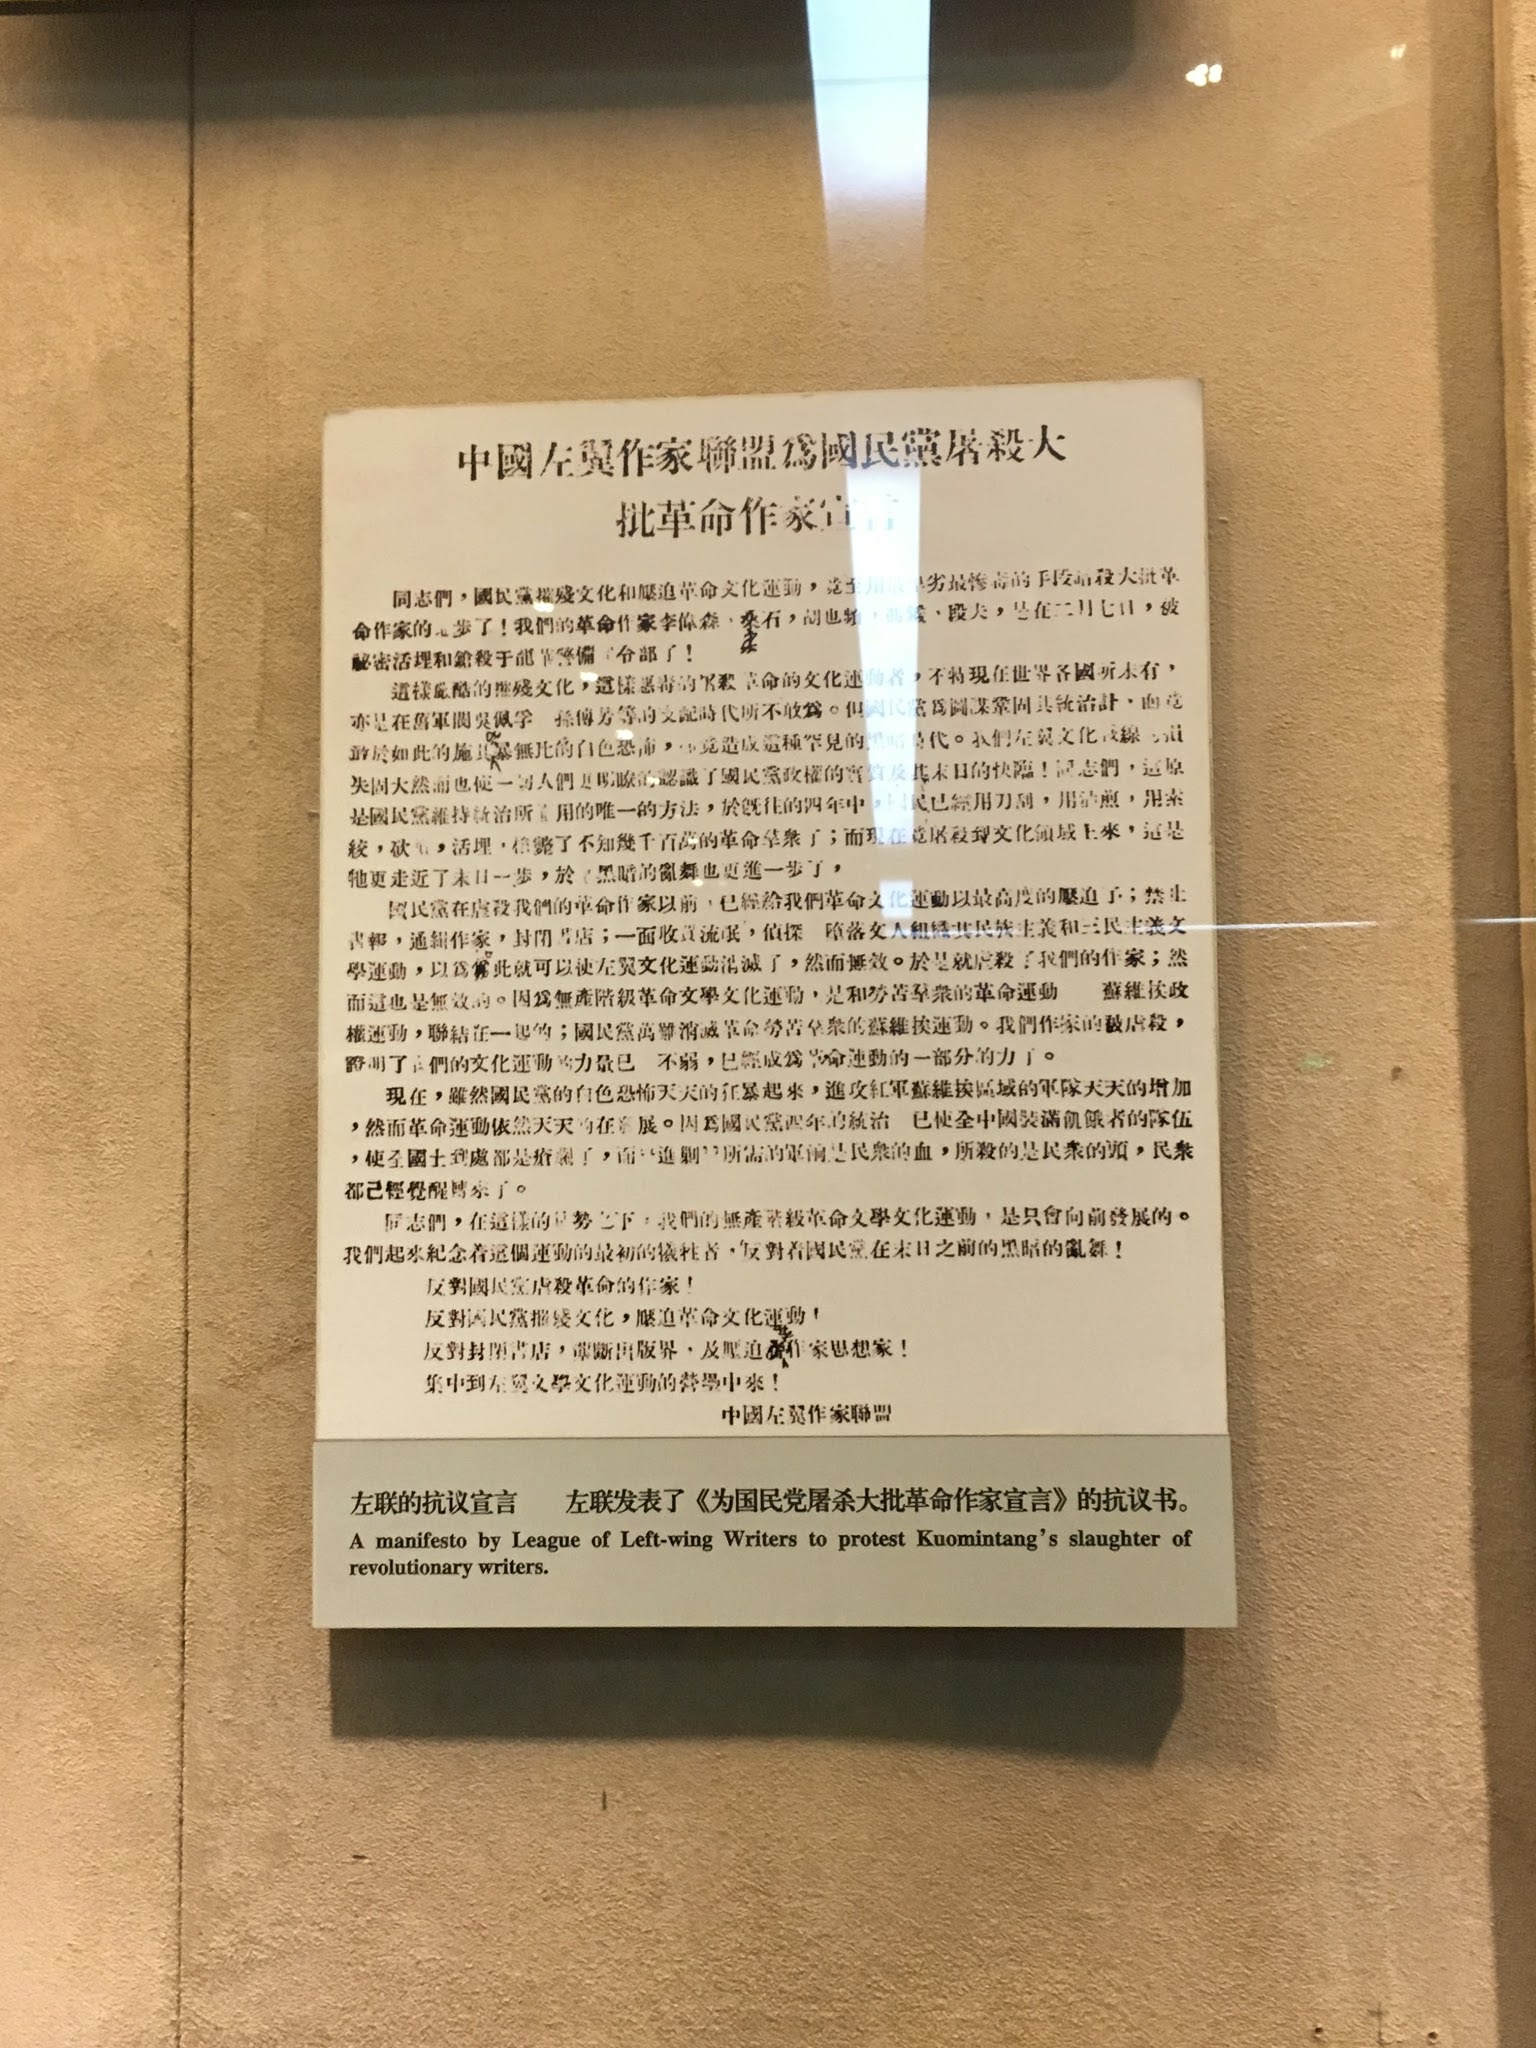 中國左翼作家聯盟爲國民黨屠殺大
批革命作家宣言
同志們，國民黨摧殘文化和壓迫革命文化運動，竟至用最卑劣最慘毒的手段暗殺大批革
命作家的地步了！我們的革命作家李偉森，柔石，胡也頻，馮鏗，殷夫，是在二月七日，被
秘密活埋和鎗殺于龍華警備司令部了！
這樣嚴酷的摧殘文化，這樣惡毒的屠殺革命的文化運動者，不特現在世界各國所未有，
亦是在舊軍閥吳佩孚 孫傳芳等的支配時代所不敢爲。但國民黨爲圖謀鞏固其統治計，而竟
敢於如此的施其暴無比的白色恐怖，竟造成這種罕見的黑暗時代。我們左翼文化戰線
失固大然而也使一切人們更明瞭的認識了國民黨政權的實質及其末日的快臨！同志們，這原
是國民黨維持統治所用的唯一的方法，於既往的四年中，國民已經用刀刮，用油煎，用索
絞，砍，活埋，槍斃了不知幾千百萬的革命羣衆了；而現在竟屠殺到文化領域上來，這是
牠更走近了末日一步，於黑暗的亂舞也更進一步了，
國民黨在虐殺我們的革命作家以前，已經給我們革命文化運動以最高度的壓迫了；禁止
書報，通緝作家，封閉書店；一面收買流氓，偵探 墮落文人組織其民族主義和三民主義文
學運動，以爲此就可以使左翼文化運動消滅了，然而無效。於是就虐殺了我們的作家；然
而這也是無效的。因爲無產階級革命文學文化運動，是和勞苦羣衆的革命運動 蘇維埃政
權運動，聯結在一起的；國民黨萬難消滅革命勞苦羣衆的蘇維埃運動。我們作家的被虐殺，
證明了我們的文化運動的力量已 不弱，已經成爲革命運動的一部分的力了。
現在，雖然國民黨的白色恐怖天天的狂暴起來，進攻紅軍蘇維埃區域的軍隊天天的增加
，然而革命運動依然天天的在發展。因爲國民黨四年的統治 已使全中國裝滿飢餓者的隊伍
，使全國土到處都是瘡痍了，而“進剿”所需的軍餉是民衆的血，所殺的是民衆的頭，民衆
都已經覺醒轉來了。
同志們，在這樣的形勢之下，我們的無產階級革命文學文化運動，是只會向前發展的。
我們起來紀念着這個運動的最初的犧牲者，反對着國民黨在末日之前的黑暗的亂舞！
反對國民黨虐殺革命的作家！
反對國民黨摧殘文化，壓迫革命文化運動！
反對封閉書店，壟斷出版界，及壓迫作家思想家！
集中到左翼文學文化運動的營壘中來！
中國左翼作家聯盟
左联的抗议宣言 左联发表了《为国民党屠杀大批革命作家宣言》的抗议书。
A manifesto by League of Left-wing Writers to protest Kuomintang's slaughter of
revolutionary writers.